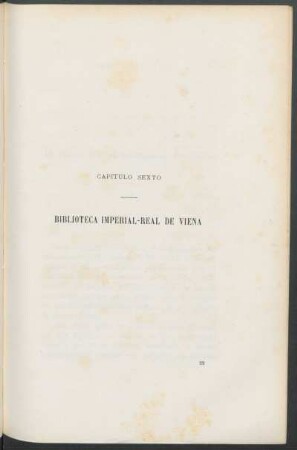 CAPITULO SEXTO
BIBLIOTECA IMPERIAL-REAL DE VIENA